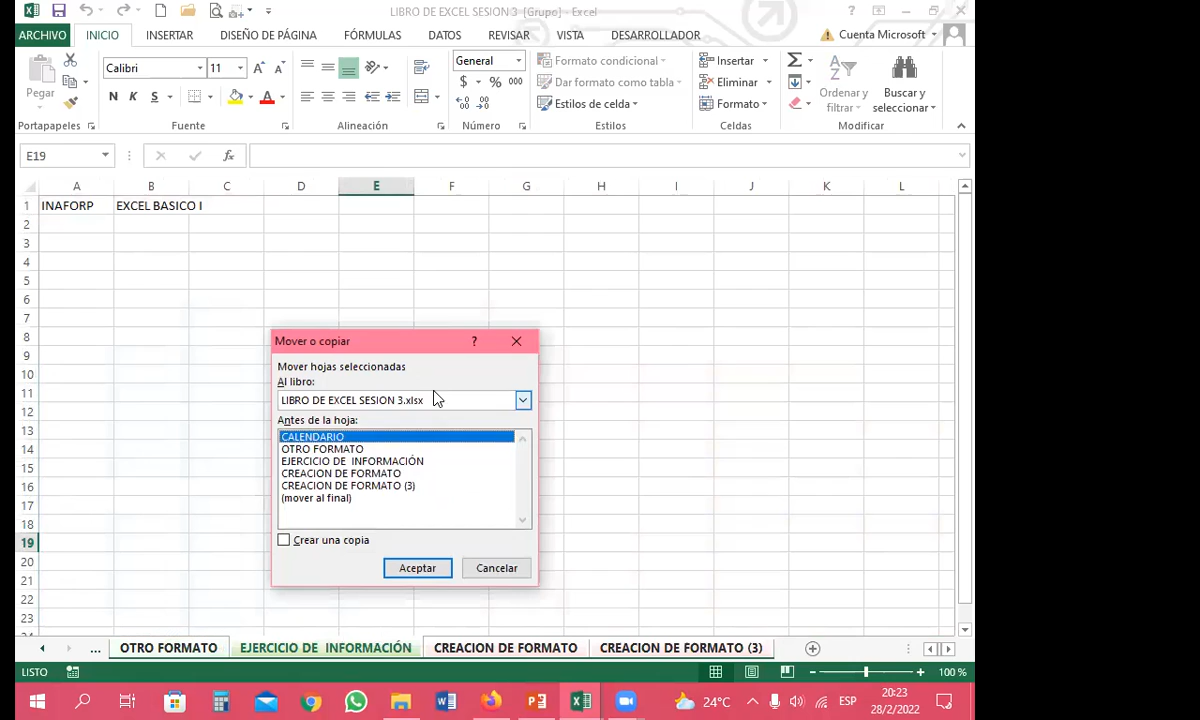 LIBRO DE EXCEL SESION 3 [Grupo] - Excel
ARCHIVO INICIO INSERTAR DISEÑO DE PÁGINA FÓRMULAS DATOS REVISAR VISTA DESARROLLADOR Cuenta Microsoft
Pegar
Calibri 11
N K S
General
$ % 000
Formato condicional
Dar formato como tabla
Estilos de celda
Insertar
Eliminar
Formato
Ordenar y filtrar
Buscar y seleccionar
Portapapeles Fuente Alineación Número Estilos Celdas Modificar
E19 fx
A B C D E F G H I J K L
1 INAFORP EXCEL BASICO I
2
3
4
5
6
7
8
9
10
11
12
13
14
15
16
17
18
19
20
21
22
23
Mover o copiar ?
Mover hojas seleccionadas
Al libro:
LIBRO DE EXCEL SESION 3.xlsx
Antes de la hoja:
CALENDARIO
OTRO FORMATO
EJERCICIO DE INFORMACIÓN
CREACION DE FORMATO
CREACION DE FORMATO (3)
(mover al final)
Crear una copia
Aceptar Cancelar
... OTRO FORMATO EJERCICIO DE INFORMACIÓN CREACION DE FORMATO CREACION DE FORMATO (3)
LISTO 100 %
24°C ESP 20:23
28/2/2022